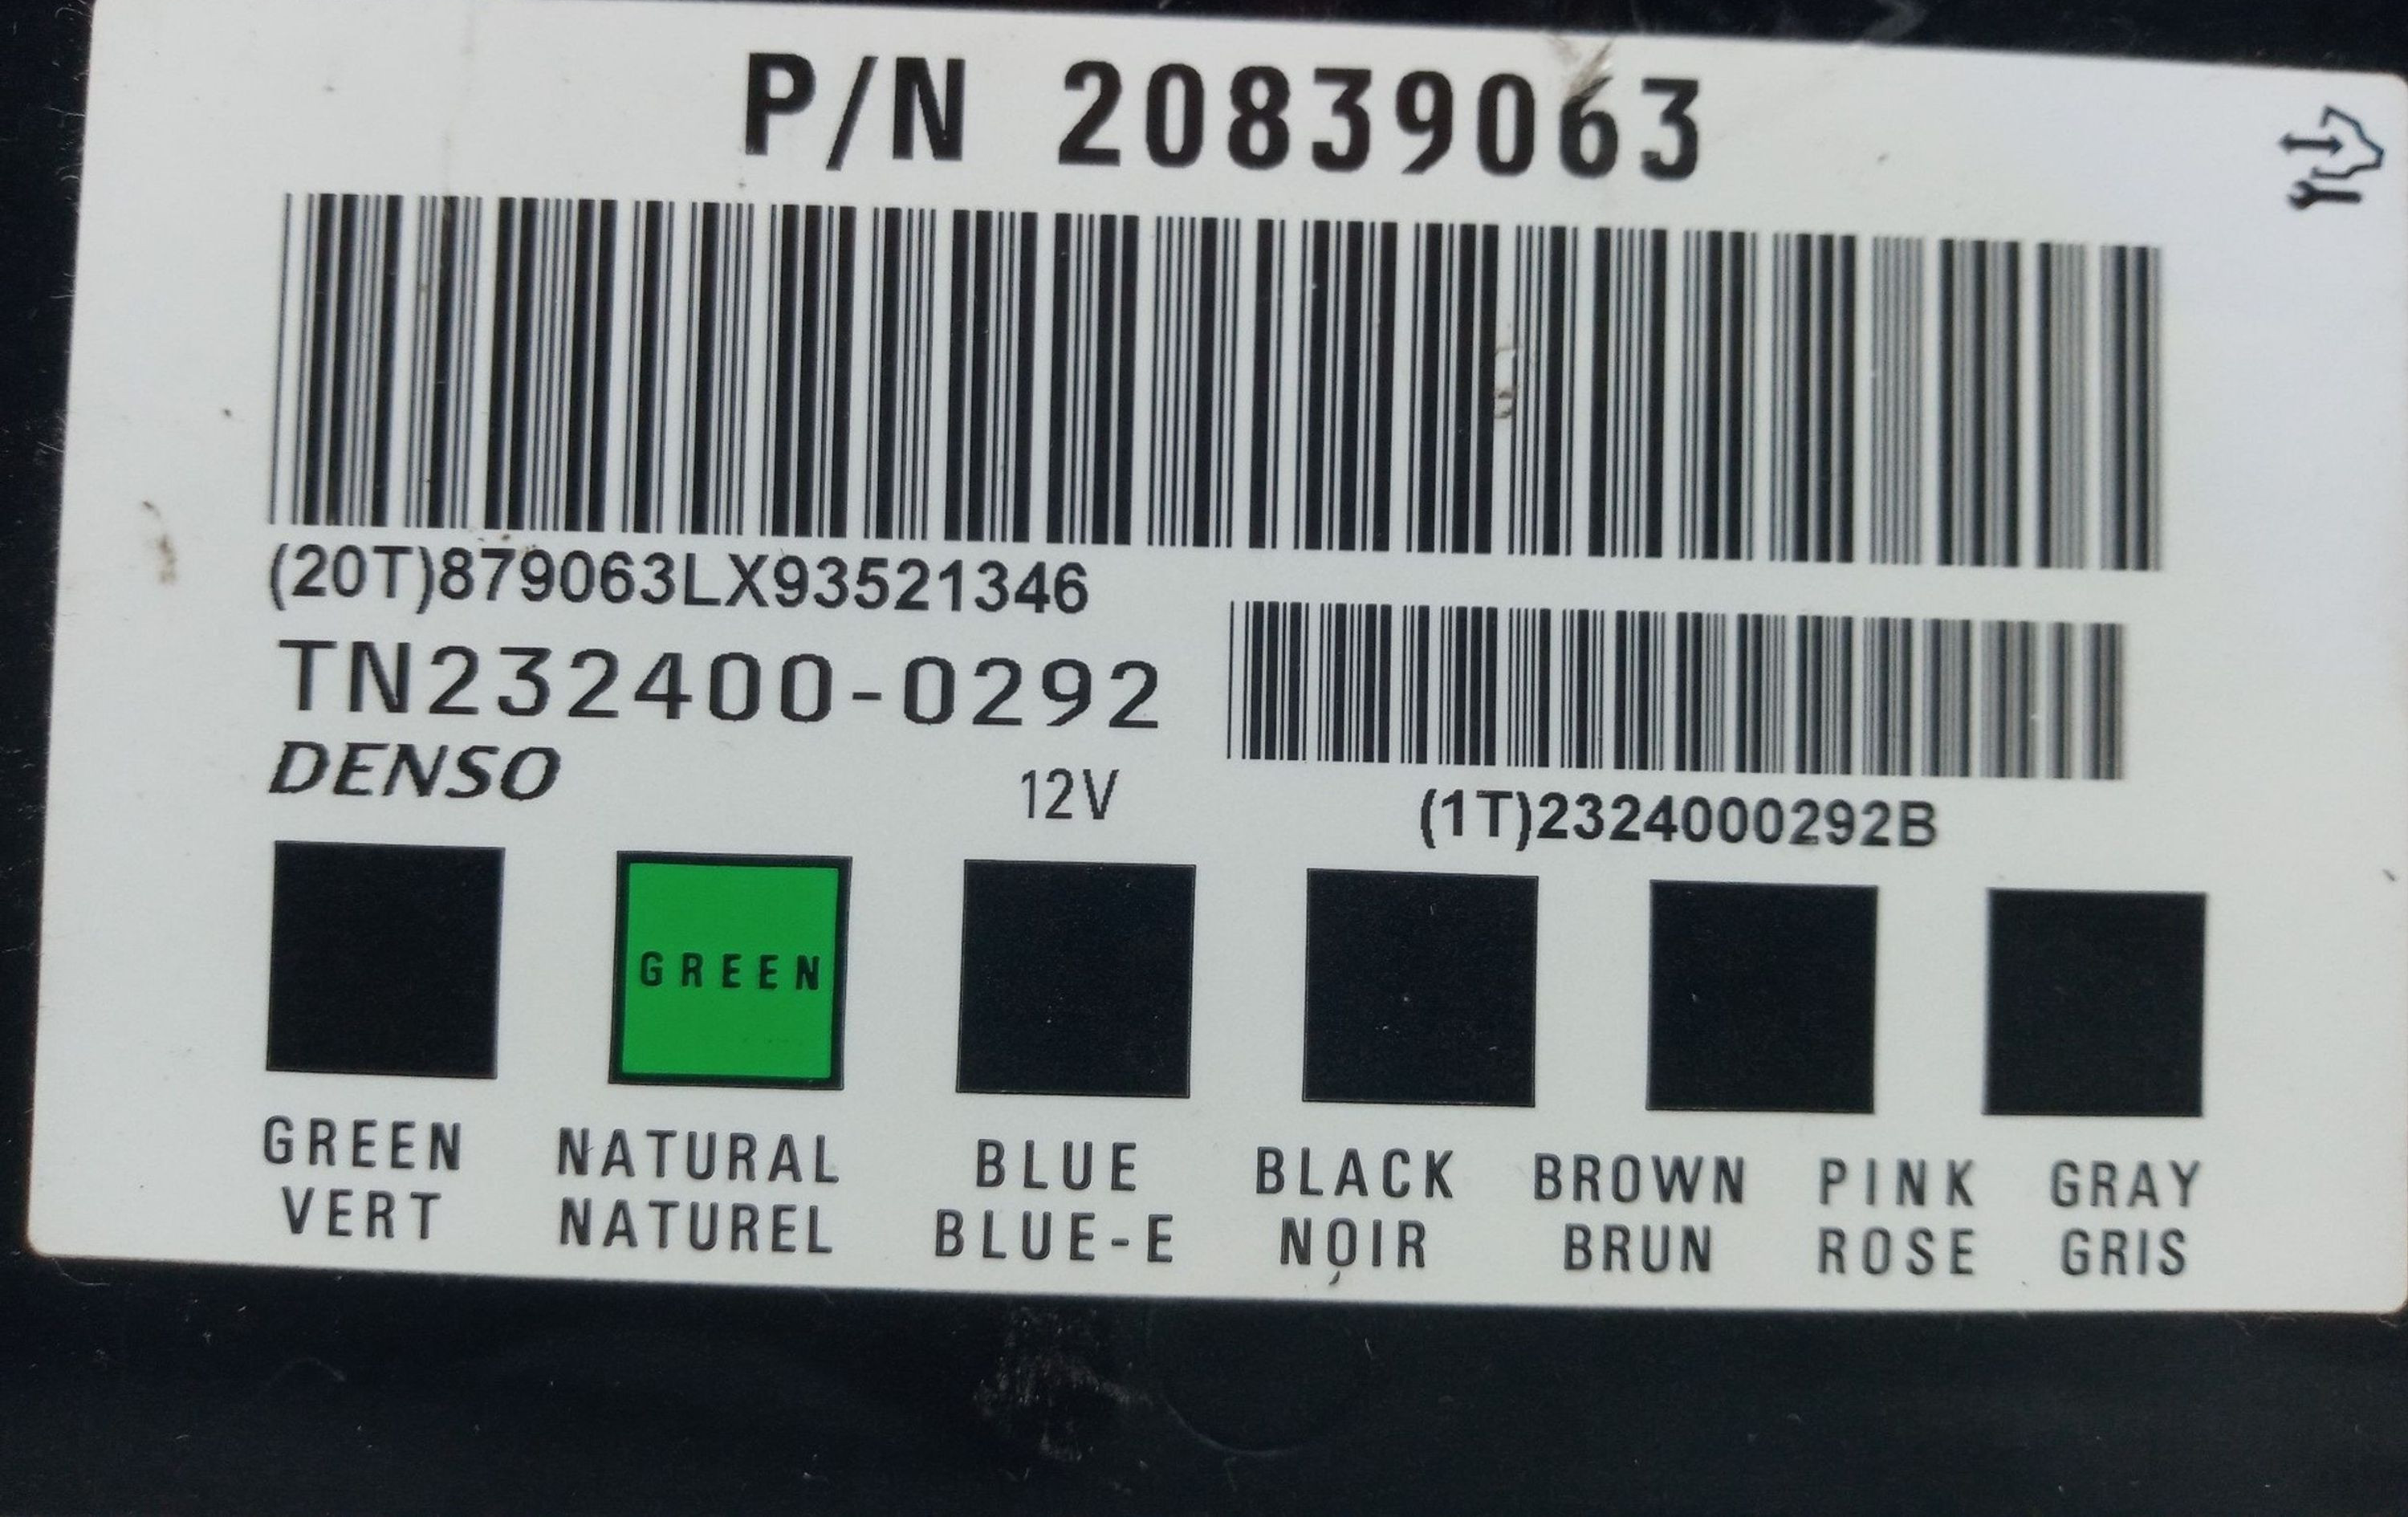 P/N 20839063
(20T)879063LX93521346
TN232400-0292
DENSO
12V
(1T)2324000292B
GREEN
GREEN NATURAL BLUE BLACK BROWN PINK GRAY
VERT NATUREL BLUE-E NOIR BRUN ROSE GRIS